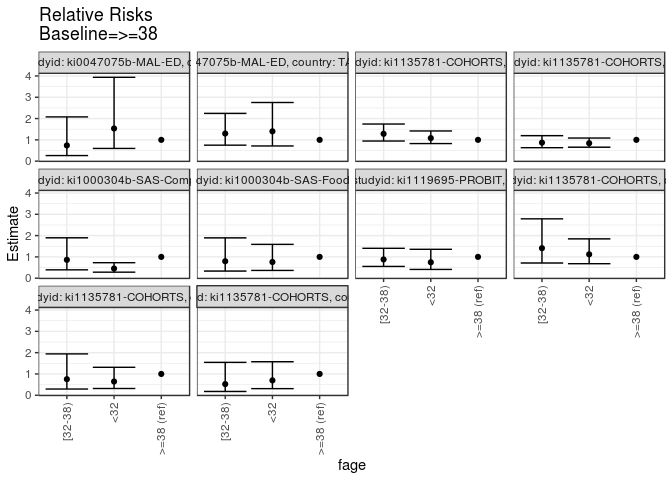 Relative Risks
Baseline=>=38
dyid: ki0047075b-MAL-ED, 47075b-MAL-ED, country: TA dyid: ki1135781-COHORTS, dyid: ki1135781-COHORTS,
4
3
2
1
0
dyid: ki1000304b-SAS-Com dyid: ki1000304b-SAS-Food studyid: ki1119695-PROBIT, dyid: ki1135781-COHORTS,
4
3
2
1
0
Estimate
[32-38) <32 >=38 (ref) [32-38) <32 >=38 (ref)
dyid: ki1135781-COHORTS, d: ki1135781-COHORTS, co
4
3
2
1
0
[32-38) <32 >=38 (ref) [32-38) <32 >=38 (ref)
fage